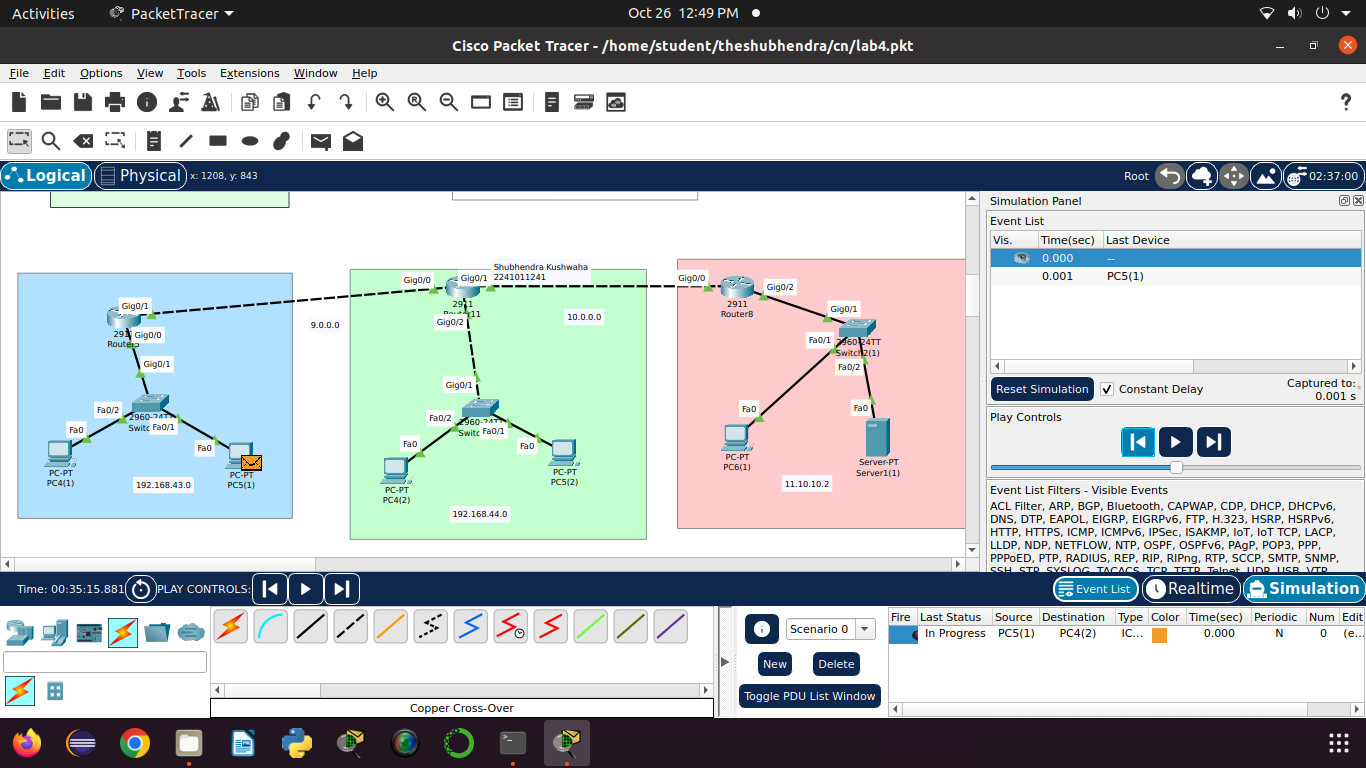 Activities
PacketTracer
Oct 26 12:49 PM
Cisco Packet Tracer - /home/student/theshubhendra/cn/lab4.pkt
File Edit Options View Tools Extensions Window Help
?
Logical
Physical
x: 1208, y: 843
Root
02:37:00
Gig0/1
Gig0/0
Gig0/1
Fa0/2
Fa0/1
Fa0
Fa0
PC-PT
PC4(1)
PC-PT
PC5(1)
192.168.43.0
9.0.0.0
Shubhendra Kushwaha
2241011241
Gig0/0
Gig0/1
2911
Router11
Gig0/2
10.0.0.0
Gig0/1
Fa0/2
Fa0/1
Fa0
Fa0
PC-PT
PC4(2)
PC-PT
PC5(2)
192.168.44.0
Gig0/0
Gig0/2
2911
Router8
Gig0/1
Fa0/1
2960-24TT
Switch2(1)
Fa0/2
Fa0
Fa0
PC-PT
PC6(1)
Server-PT
Server1(1)
11.10.10.2
Simulation Panel
Event List
Vis. Time(sec) Last Device
0.000 --
0.001 PC5(1)
Reset Simulation
Constant Delay
Captured to:
0.001 s
Play Controls
Event List Filters - Visible Events
ACL Filter, ARP, BGP, Bluetooth, CAPWAP, CDP, DHCP, DHCPv6,
DNS, DTP, EAPOL, EIGRP, EIGRPv6, FTP, H.323, HSRP, HSRPv6,
HTTP, HTTPS, ICMP, ICMPv6, IPSec, ISAKMP, IoT, IoT TCP, LACP,
LLDP, NDP, NETFLOW, NTP, OSPF, OSPFv6, PAgP, POP3, PPP,
PPPoED, PTP, RADIUS, REP, RIP, RIPng, RTP, SCCP, SMTP, SNMP,
SSH, STP, SYSLOG, TACACS, TCP, TFTP, Telnet, UDP, USB, VTP
Time: 00:35:15.881
PLAY CONTROLS:
Event List
Realtime
Simulation
Copper Cross-Over
Scenario 0
New
Delete
Toggle PDU List Window
Fire Last Status Source Destination Type Color Time(sec) Periodic Num Edit
In Progress PC5(1) PC4(2) IC... 0.000 N 0 (e...